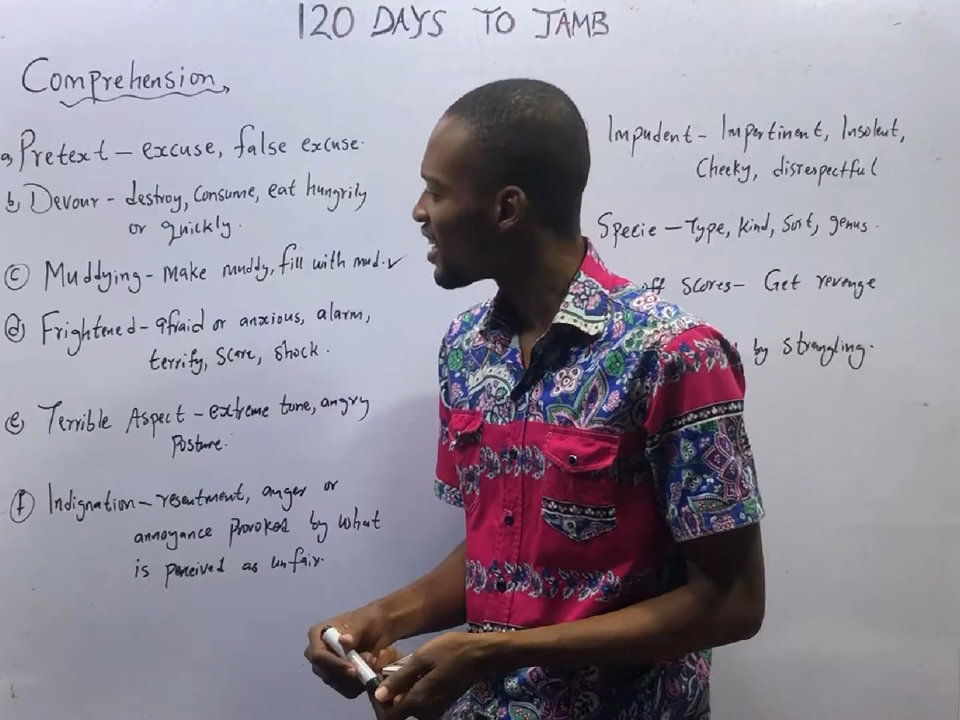 120 DAYS TO JAMB
Comprehension
a, Pretext - excuse, false excuse.
b, Devour - destroy, Consume, eat hungrily
or quickly.
(c) Muddying - make muddy, fill with mud. ✓
(d) Frightened - afraid or anxious, alarm,
terrify, scare, shock.
(e) Terrible Aspect - extreme tone, angry
Posture.
(f) Indignation - resentment, anger or
annoyance provoked by what
is perceived as unfair.
Impudent - Impertinent, Insolent,
Cheeky, disrespectful
Specie - Type, kind, Sort, genus.
off scores - Get revenge
by strangling.